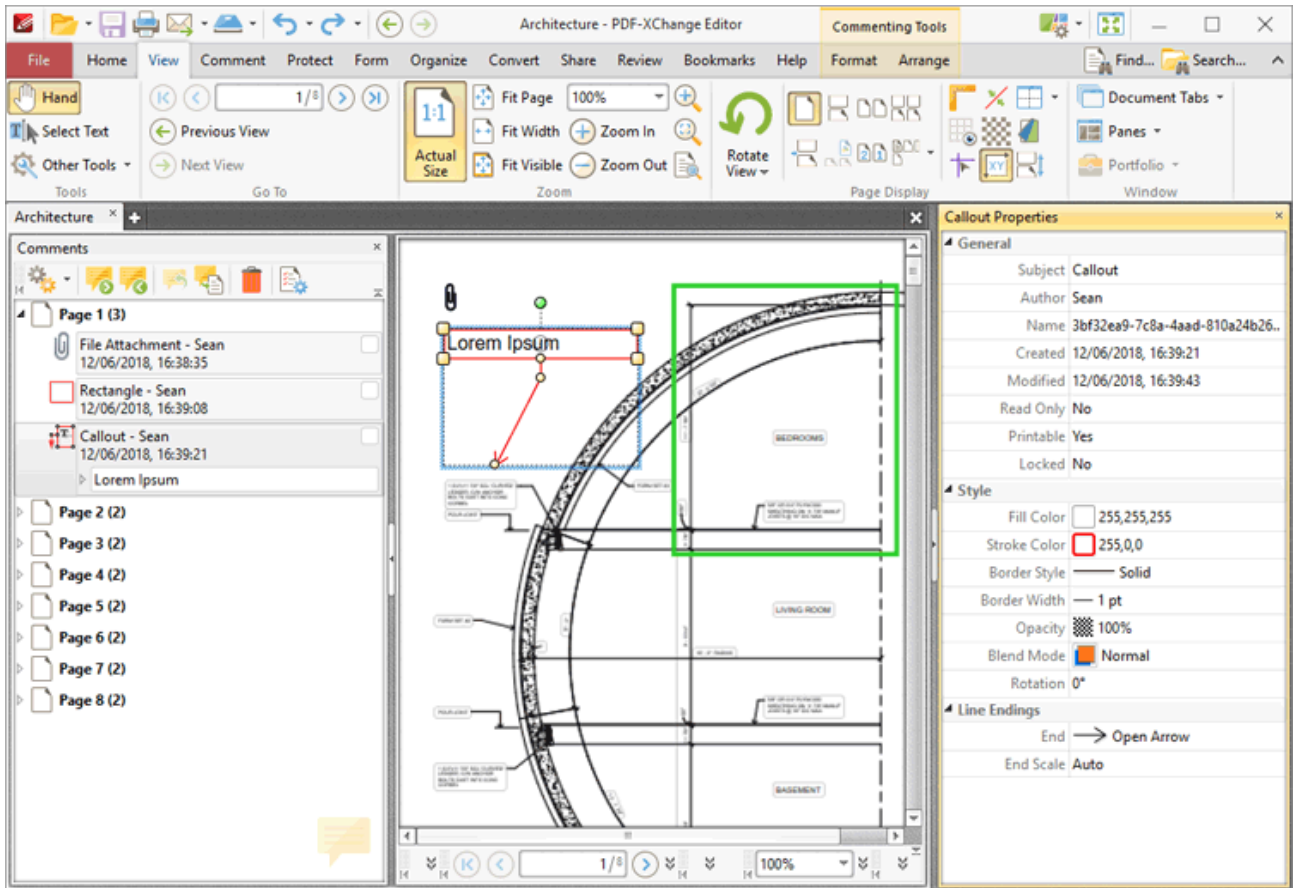 Architecture - PDF-XChange Editor
Commenting Tools
File Home View Comment Protect Form Organize Convert Share Review Bookmarks Help Format Arrange Find... Search...
Hand
Select Text
Other Tools
Tools
1/8
Previous View
Next View
Go To
1:1
Actual
Size
Fit Page 100%
Fit Width Zoom In
Fit Visible Zoom Out
Zoom
Rotate
View
Page Display
XY
Document Tabs
Panes
Portfolio
Window
Architecture
Comments
Page 1 (3)
File Attachment - Sean
12/06/2018, 16:38:35
Rectangle - Sean
12/06/2018, 16:39:08
Callout - Sean
12/06/2018, 16:39:21
Lorem Ipsum
Page 2 (2)
Page 3 (2)
Page 4 (2)
Page 5 (2)
Page 6 (2)
Page 7 (2)
Page 8 (2)
Lorem Ipsum
BEDROOMS
LIVING ROOM
BASEMENT
1/8
100%
Callout Properties
General
Subject Callout
Author Sean
Name 3bf32ea9-7c8a-4aad-810a24b26..
Created 12/06/2018, 16:39:21
Modified 12/06/2018, 16:39:43
Read Only No
Printable Yes
Locked No
Style
Fill Color 255,255,255
Stroke Color 255,0,0
Border Style Solid
Border Width 1 pt
Opacity 100%
Blend Mode Normal
Rotation 0°
Line Endings
End Open Arrow
End Scale Auto